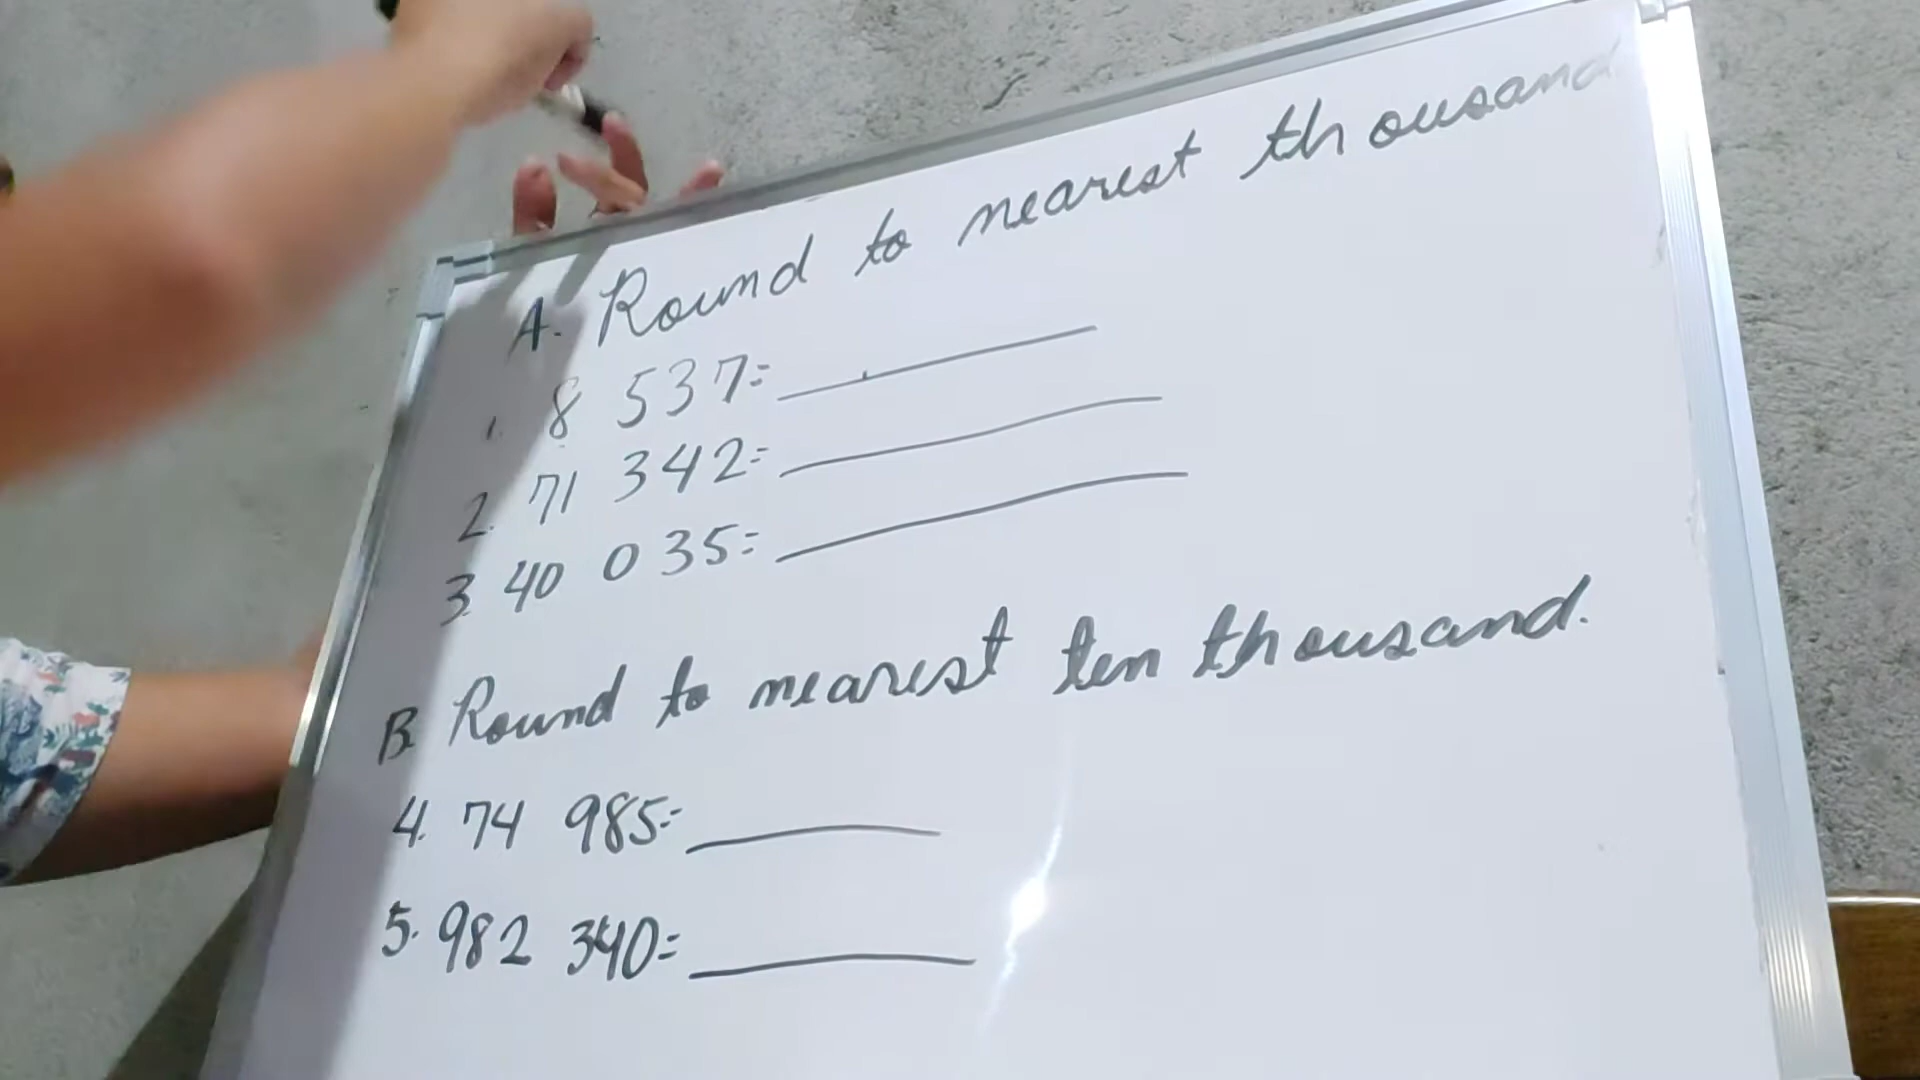 A. Round to nearest thousand
1. 8 537=
2. 71 342=
3. 40 035=
B. Round to nearest ten thousand.
4. 74 985=
5. 982 340=